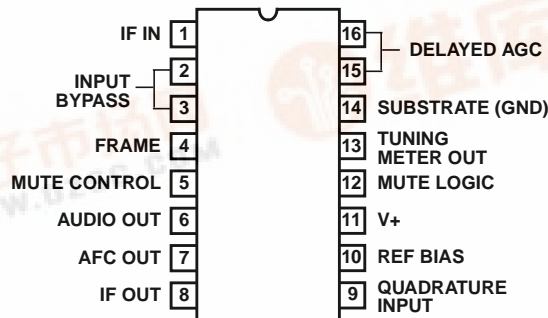 IF IN 1
INPUT BYPASS
2
3
FRAME 4
MUTE CONTROL 5
AUDIO OUT 6
AFC OUT 7
IF OUT 8
16
15
DELAYED AGC
14 SUBSTRATE (GND)
13 TUNING METER OUT
12 MUTE LOGIC
11 V+
10 REF BIAS
9 QUADRATURE INPUT